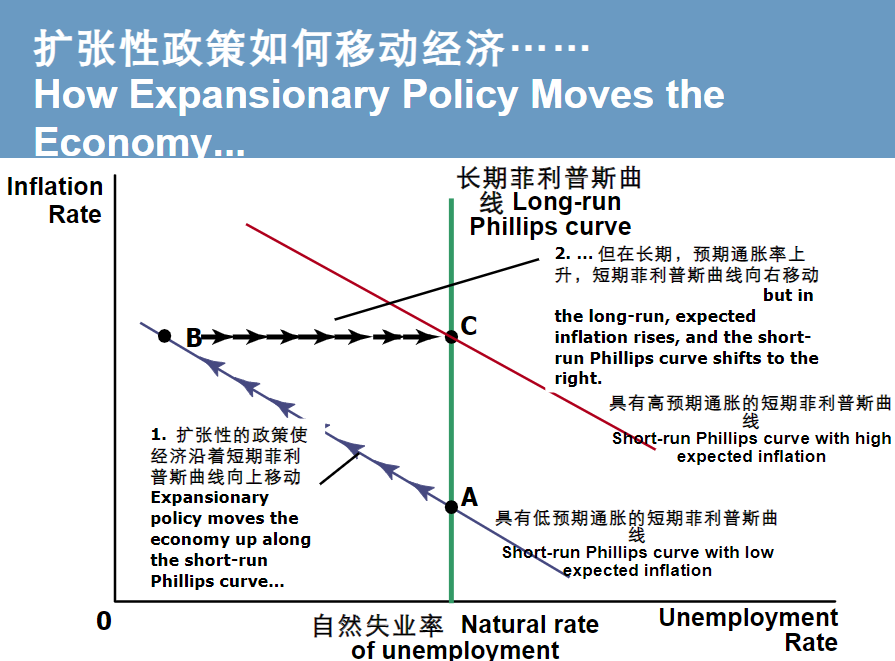 扩张性政策如何移动经济……
How Expansionary Policy Moves the
Economy...
Inflation
Rate
长期菲利普斯曲
线 Long-run
Phillips curve
2. ... 但在长期，预期通胀率上
升，短期菲利普斯曲线向右移动
but in
the long-run, expected
inflation rises, and the short-
run Phillips curve shifts to the
right.
B
C
具有高预期通胀的短期菲利普斯曲
线
Short-run Phillips curve with high
expected inflation
1. 扩张性的政策使
经济沿着短期菲利
普斯曲线向上移动
Expansionary
policy moves the
economy up along
the short-run
Phillips curve...
A
具有低预期通胀的短期菲利普斯曲
线
Short-run Phillips curve with low
expected inflation
0
自然失业率 Natural rate
of unemployment
Unemployment
Rate